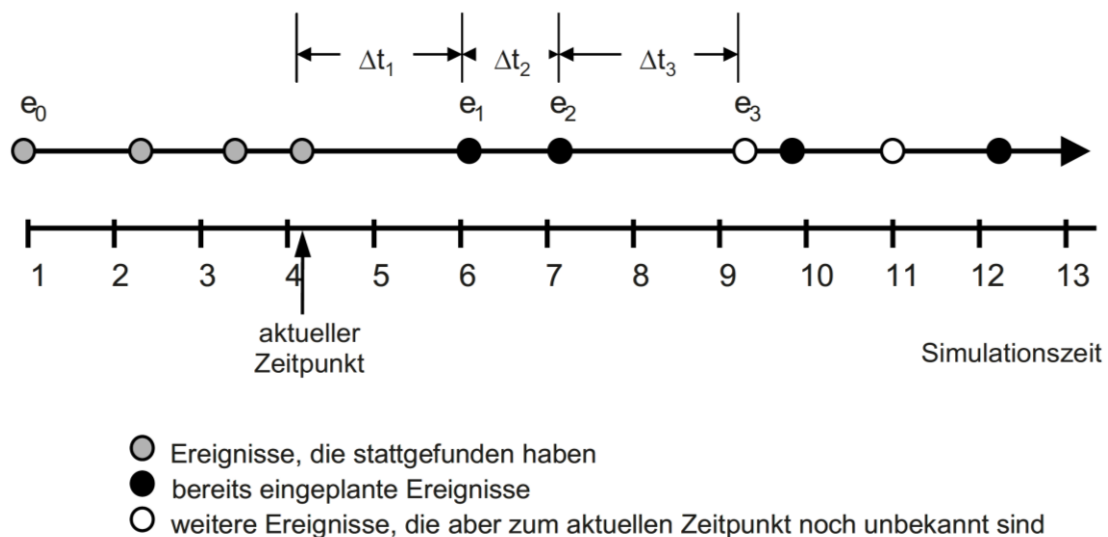 Δt₁ Δt₂ Δt₃
e₀ e₁ e₂ e₃
1 2 3 4 5 6 7 8 9 10 11 12 13
aktueller
Zeitpunkt
Simulationszeit
Ereignisse, die stattgefunden haben
bereits eingeplante Ereignisse
weitere Ereignisse, die aber zum aktuellen Zeitpunkt noch unbekannt sind